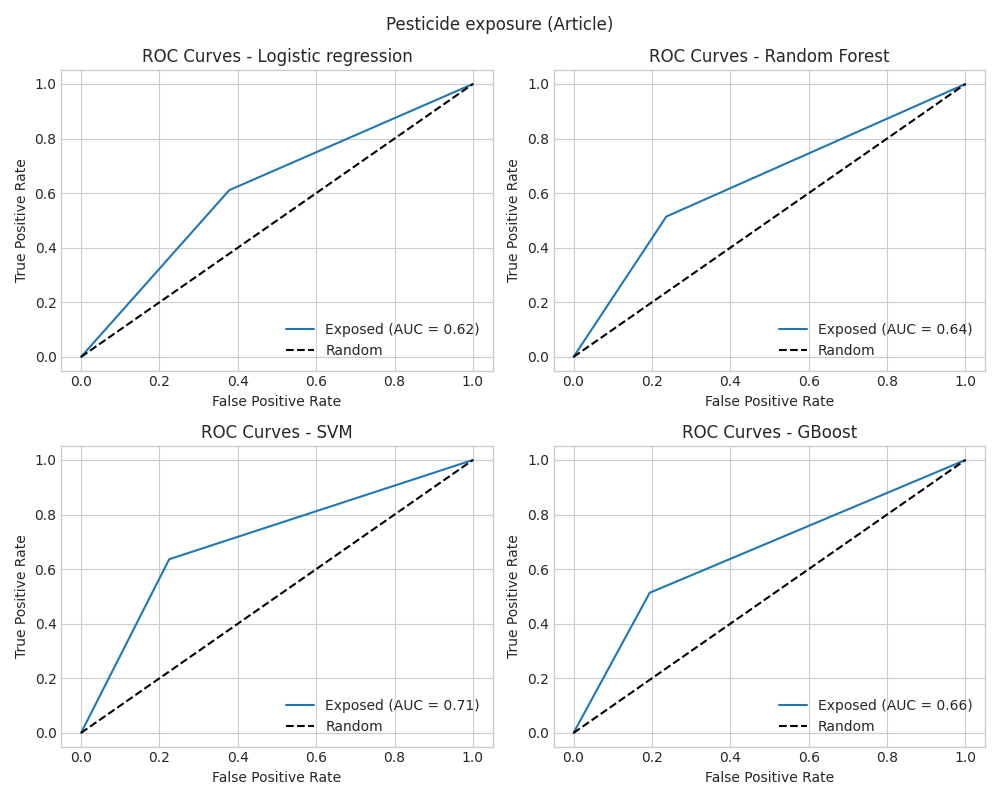 Pesticide exposure (Article)
ROC Curves - Logistic regression
True Positive Rate
1.0
0.8
0.6
0.4
0.2
0.0
Exposed (AUC = 0.62)
Random
0.0 0.2 0.4 0.6 0.8 1.0
False Positive Rate
ROC Curves - Random Forest
True Positive Rate
1.0
0.8
0.6
0.4
0.2
0.0
Exposed (AUC = 0.64)
Random
0.0 0.2 0.4 0.6 0.8 1.0
False Positive Rate
ROC Curves - SVM
True Positive Rate
1.0
0.8
0.6
0.4
0.2
0.0
Exposed (AUC = 0.71)
Random
0.0 0.2 0.4 0.6 0.8 1.0
False Positive Rate
ROC Curves - GBoost
True Positive Rate
1.0
0.8
0.6
0.4
0.2
0.0
Exposed (AUC = 0.66)
Random
0.0 0.2 0.4 0.6 0.8 1.0
False Positive Rate